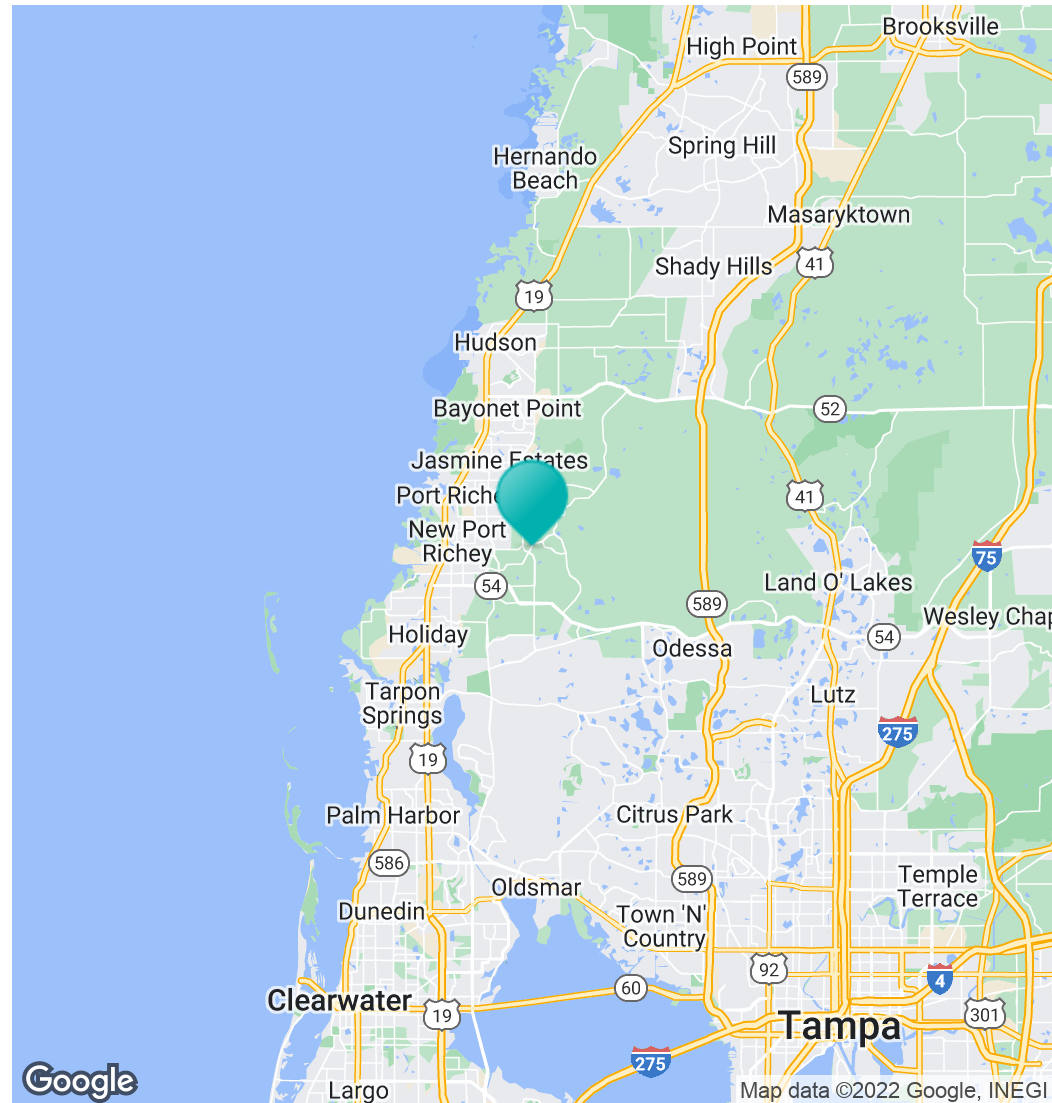 Brooksville
High Point
589
Spring Hill
Hernando
Beach
Masaryktown
41
Shady Hills
19
Hudson
52
Bayonet Point
Jasmine Estates
Port Riche
41
New Port
Richey
75
54
Land O' Lakes
589
Wesley Chap
Holiday
54
Odessa
Tarpon
Springs
Lutz
275
19
Palm Harbor
Citrus Park
586
589
Oldsmar
Temple
Terrace
Dunedin
Town 'N'
Country
92
4
60
Clearwater
19
301
Tampa
275
Google
Largo
Map data ©2022 Google, INEGI